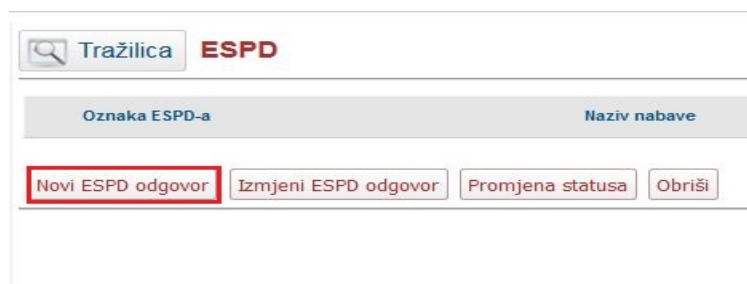 Tražilica ESPD
Oznaka ESPD-a Naziv nabave
Novi ESPD odgovor Izmjeni ESPD odgovor Promjena statusa Obriši